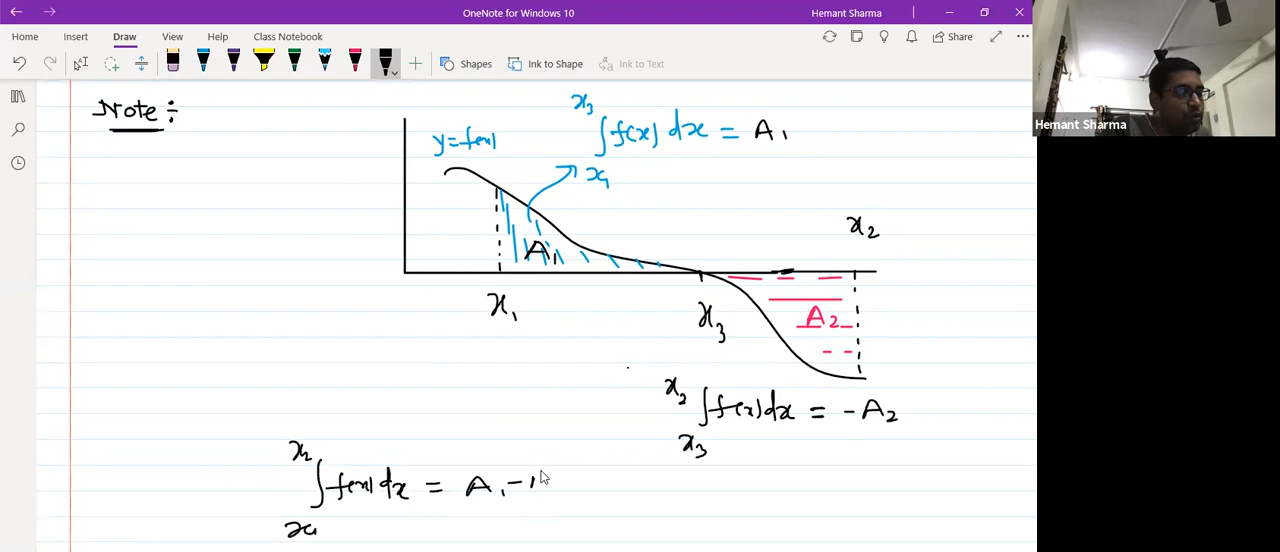 OneNote for Windows 10
Hemant Sharma
Home Insert Draw View Help Class Notebook
Share
Shapes
Ink to Shape
Ink to Text
Hemant Sharma
Note:
y=f(x)
x₃
∫f(x) dx = A₁
x₁
A₁
x₂
x₁
x₃
A₂
x₂
∫f(x)dx = -A₂
x₃
x₂
∫f(x)dx = A₁-
x₁